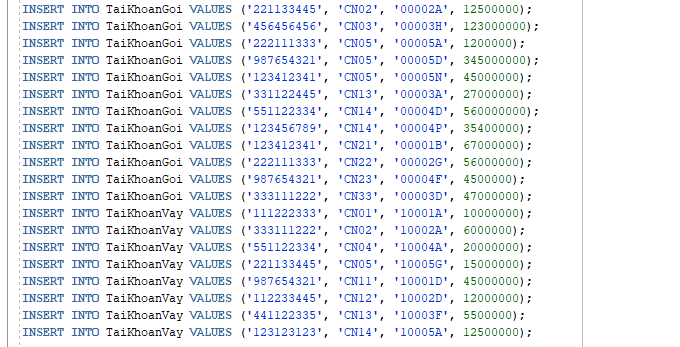 INSERT INTO TaiKhoanGoi VALUES ('221133445', 'CN02', '00002A', 12500000);
INSERT INTO TaiKhoanGoi VALUES ('456456456', 'CN03', '00003H', 123000000);
INSERT INTO TaiKhoanGoi VALUES ('222111333', 'CN05', '00005A', 1200000);
INSERT INTO TaiKhoanGoi VALUES ('987654321', 'CN05', '00005D', 345000000);
INSERT INTO TaiKhoanGoi VALUES ('123412341', 'CN05', '00005N', 45000000);
INSERT INTO TaiKhoanGoi VALUES ('331122445', 'CN13', '00003A', 27000000);
INSERT INTO TaiKhoanGoi VALUES ('551122334', 'CN14', '00004D', 560000000);
INSERT INTO TaiKhoanGoi VALUES ('123456789', 'CN14', '00004P', 35400000);
INSERT INTO TaiKhoanGoi VALUES ('123412341', 'CN21', '00001B', 67000000);
INSERT INTO TaiKhoanGoi VALUES ('222111333', 'CN22', '00002G', 56000000);
INSERT INTO TaiKhoanGoi VALUES ('987654321', 'CN23', '00004F', 4500000);
INSERT INTO TaiKhoanGoi VALUES ('333111222', 'CN33', '00003D', 47000000);
INSERT INTO TaiKhoanVay VALUES ('111222333', 'CN01', '10001A', 10000000);
INSERT INTO TaiKhoanVay VALUES ('333111222', 'CN02', '10002A', 6000000);
INSERT INTO TaiKhoanVay VALUES ('551122334', 'CN04', '10004A', 20000000);
INSERT INTO TaiKhoanVay VALUES ('221133445', 'CN05', '10005G', 15000000);
INSERT INTO TaiKhoanVay VALUES ('987654321', 'CN11', '10001D', 45000000);
INSERT INTO TaiKhoanVay VALUES ('112233445', 'CN12', '10002D', 12000000);
INSERT INTO TaiKhoanVay VALUES ('441122335', 'CN13', '10003F', 5500000);
INSERT INTO TaiKhoanVay VALUES ('123123123', 'CN14', '10005A', 12500000);